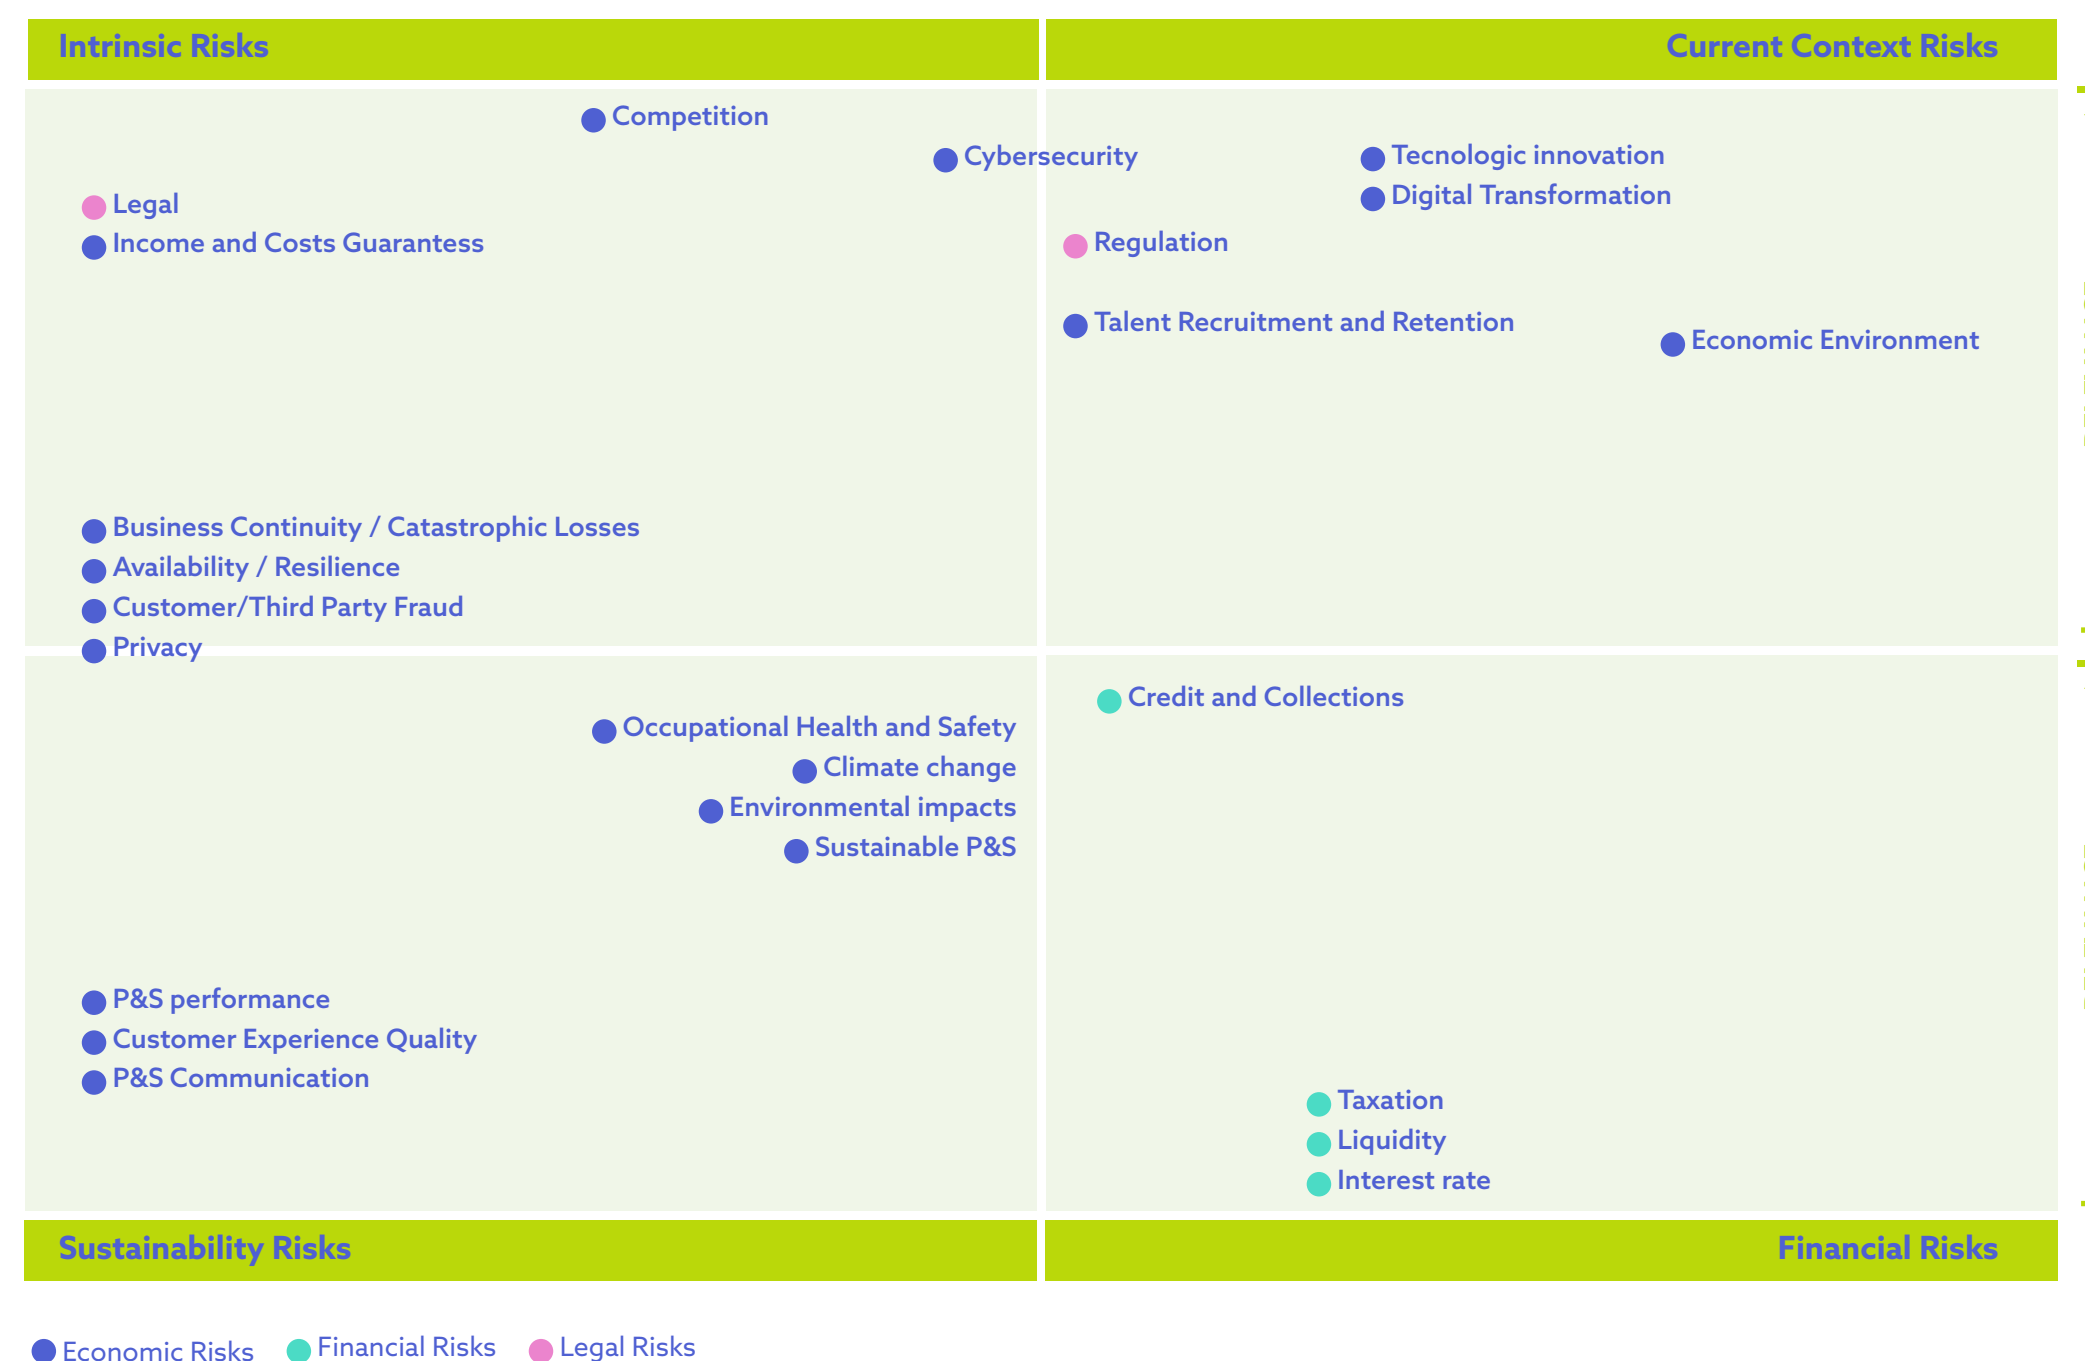 Intrinsic Risks
Current Context Risks
Competition
Cybersecurity
Tecnologic innovation
Digital Transformation
Legal
Income and Costs Guarantess
Regulation
Talent Recruitment and Retention
Economic Environment
Business Continuity / Catastrophic Losses
Availability / Resilience
Customer/Third Party Fraud
Privacy
Occupational Health and Safety
Climate change
Environmental impacts
Sustainable P&S
Credit and Collections
P&S performance
Customer Experience Quality
P&S Communication
Taxation
Liquidity
Interest rate
Sustainability Risks
Financial Risks
Economic Risks
Financial Risks
Legal Risks